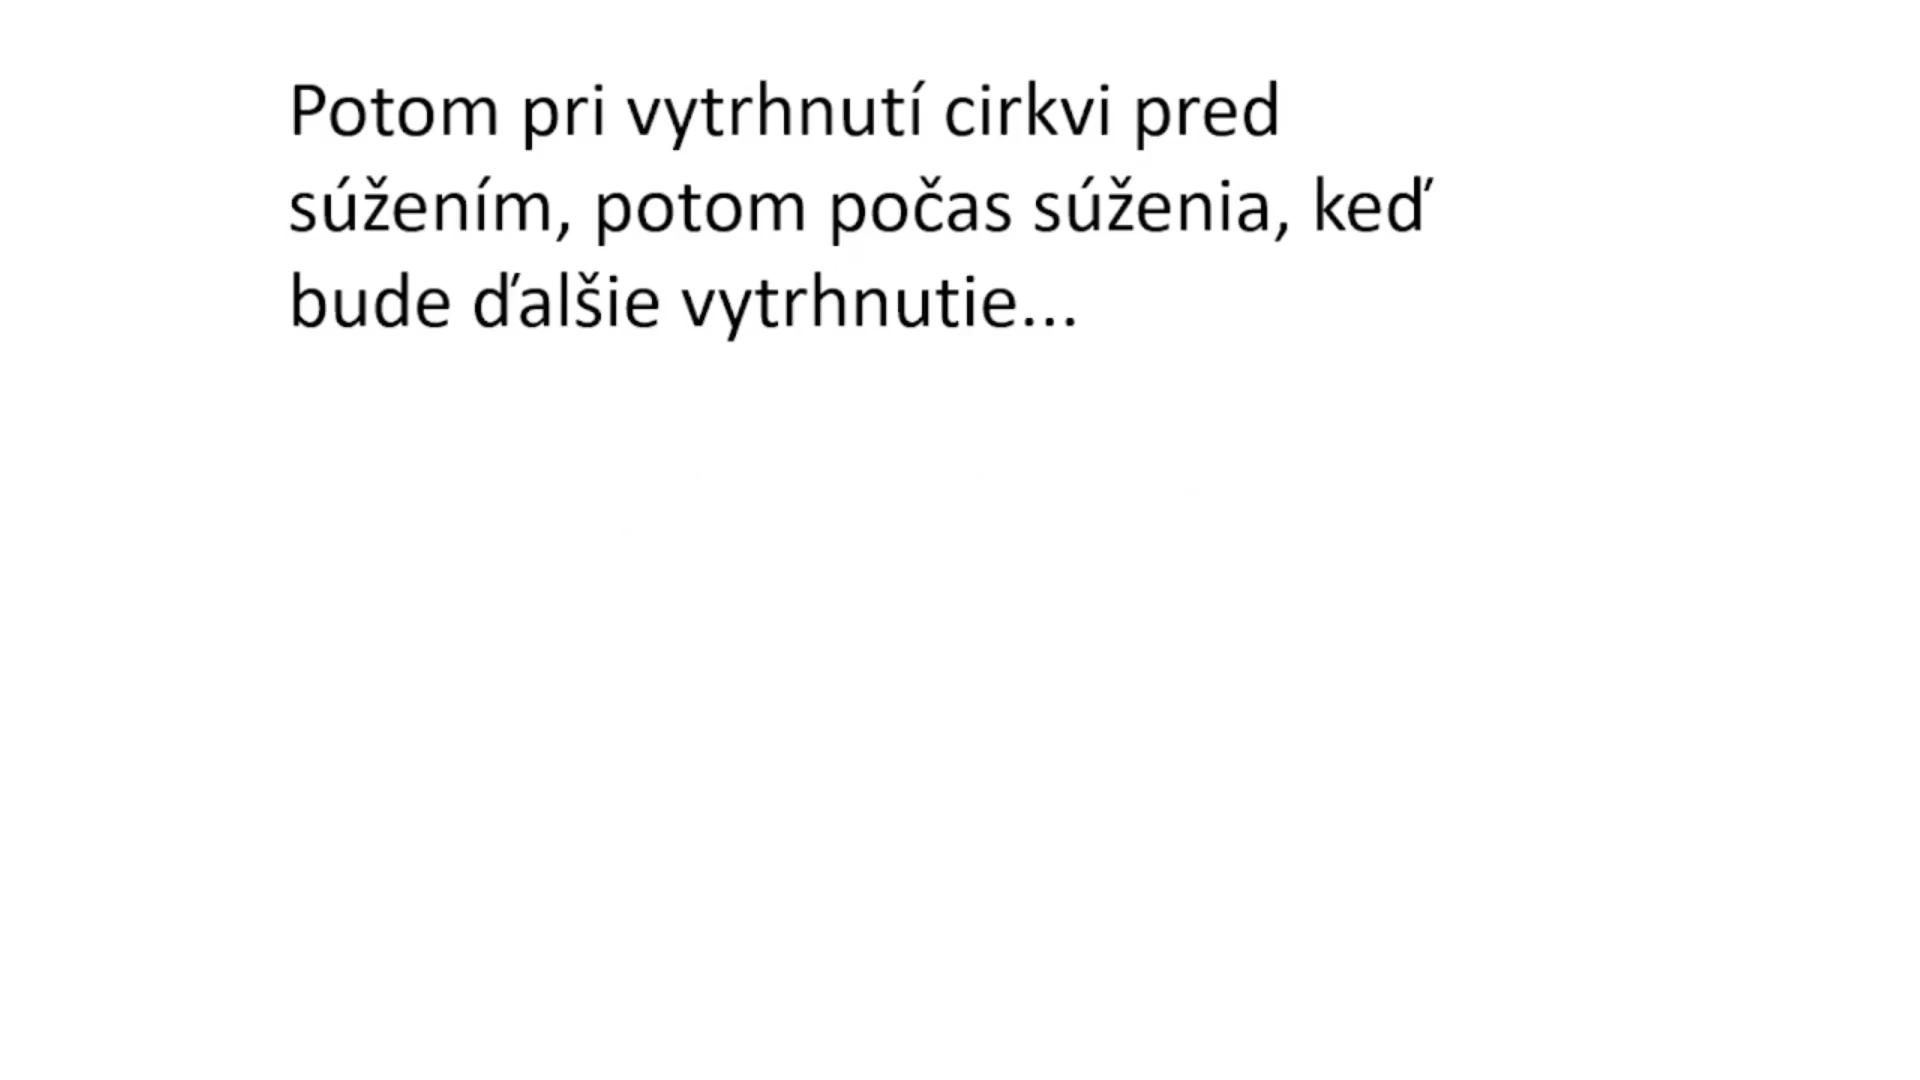 Potom pri vytrhnutí cirkvi pred
súžením, potom počas súženia, keď
bude ďalšie vytrhnutie...